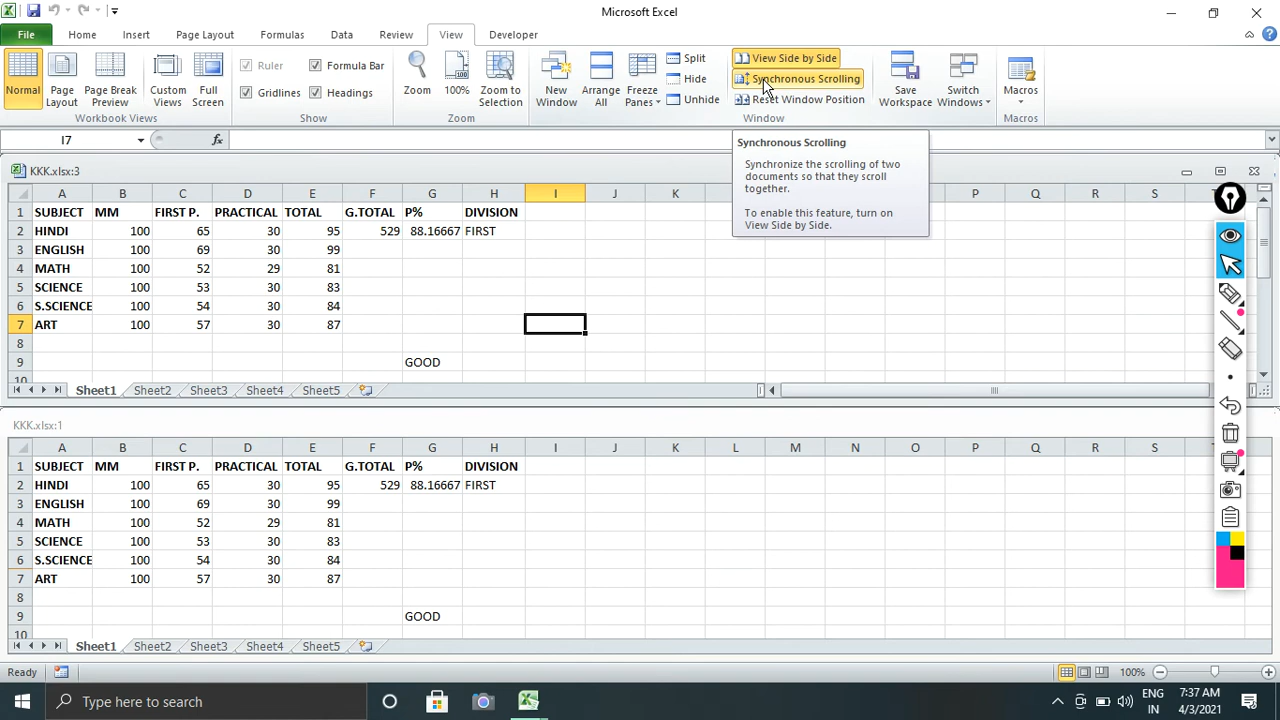 Microsoft Excel
File Home Insert Page Layout Formulas Data Review View Developer
Normal
Page Layout
Page Break Preview
Custom Views
Full Screen
Workbook Views
Ruler
Formula Bar
Gridlines
Headings
Show
Zoom
100%
Zoom to Selection
Zoom
New Window
Arrange All
Freeze Panes
Split
Hide
Unhide
View Side by Side
Synchronous Scrolling
Reset Window Position
Window
Save Workspace
Switch Windows
Macros
Macros
I7 fx
Synchronous Scrolling
Synchronize the scrolling of two
documents so that they scroll
together.
To enable this feature, turn on
View Side by Side.
KKK.xlsx:3
A B C D E F G H I J K N O P Q R S
1 SUBJECT MM FIRST P. PRACTICAL TOTAL G.TOTAL P% DIVISION
2 HINDI 100 65 30 95 529 88.16667 FIRST
3 ENGLISH 100 69 30 99
4 MATH 100 52 29 81
5 SCIENCE 100 53 30 83
6 S.SCIENCE 100 54 30 84
7 ART 100 57 30 87
8
9 GOOD
10
Sheet1 Sheet2 Sheet3 Sheet4 Sheet5
KKK.xlsx:1
A B C D E F G H I J K L M N O P Q R S
1 SUBJECT MM FIRST P. PRACTICAL TOTAL G.TOTAL P% DIVISION
2 HINDI 100 65 30 95 529 88.16667 FIRST
3 ENGLISH 100 69 30 99
4 MATH 100 52 29 81
5 SCIENCE 100 53 30 83
6 S.SCIENCE 100 54 30 84
7 ART 100 57 30 87
8
9 GOOD
10
Sheet1 Sheet2 Sheet3 Sheet4 Sheet5
Ready 100%
Type here to search
ENG
IN
7:37 AM
4/3/2021